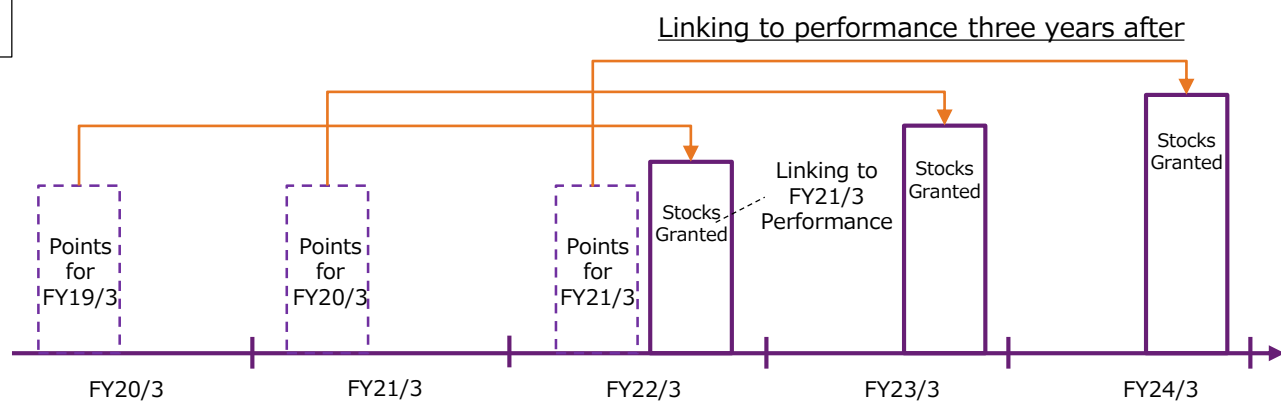 Linking to performance three years after
Points
for
FY19/3
Points
for
FY20/3
Points
for
FY21/3
Stocks
Granted
Linking to
FY21/3
Performance
Stocks
Granted
Stocks
Granted
FY20/3
FY21/3
FY22/3
FY23/3
FY24/3